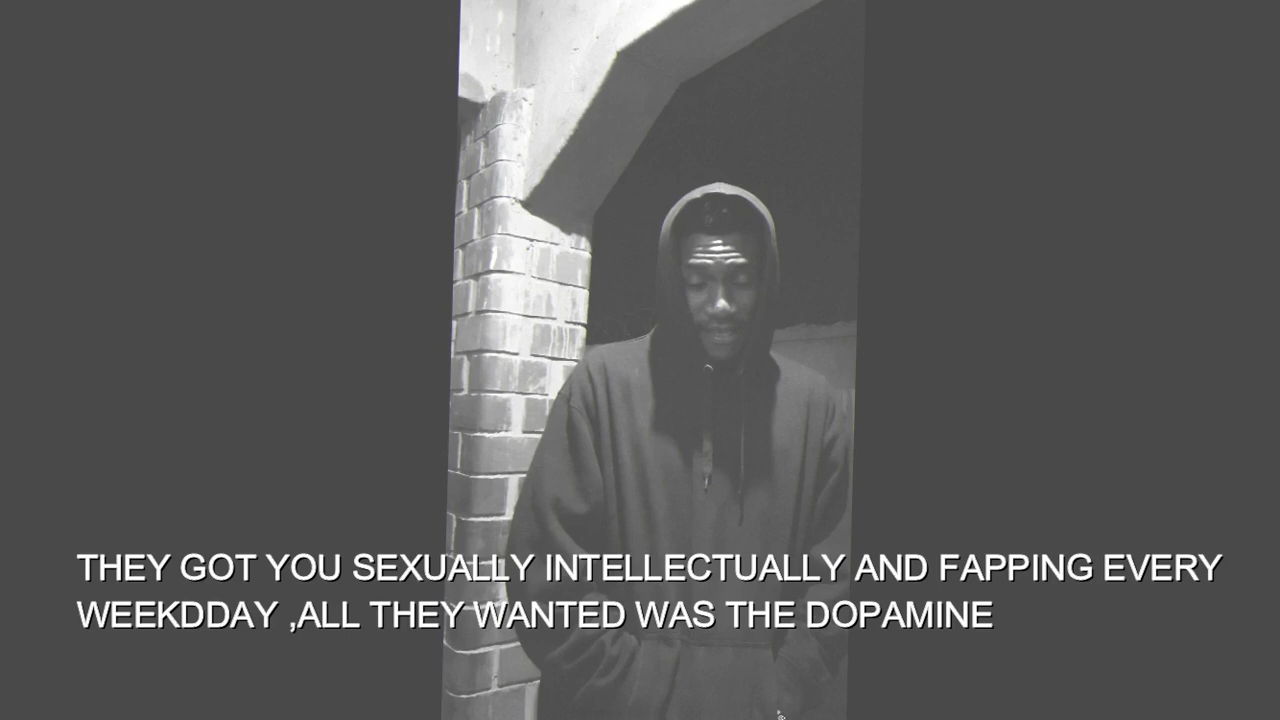 THEY GOT YOU SEXUALLY INTELLECTUALLY AND FAPPING EVERY
WEEKDDAY ,ALL THEY WANTED WAS THE DOPAMINE